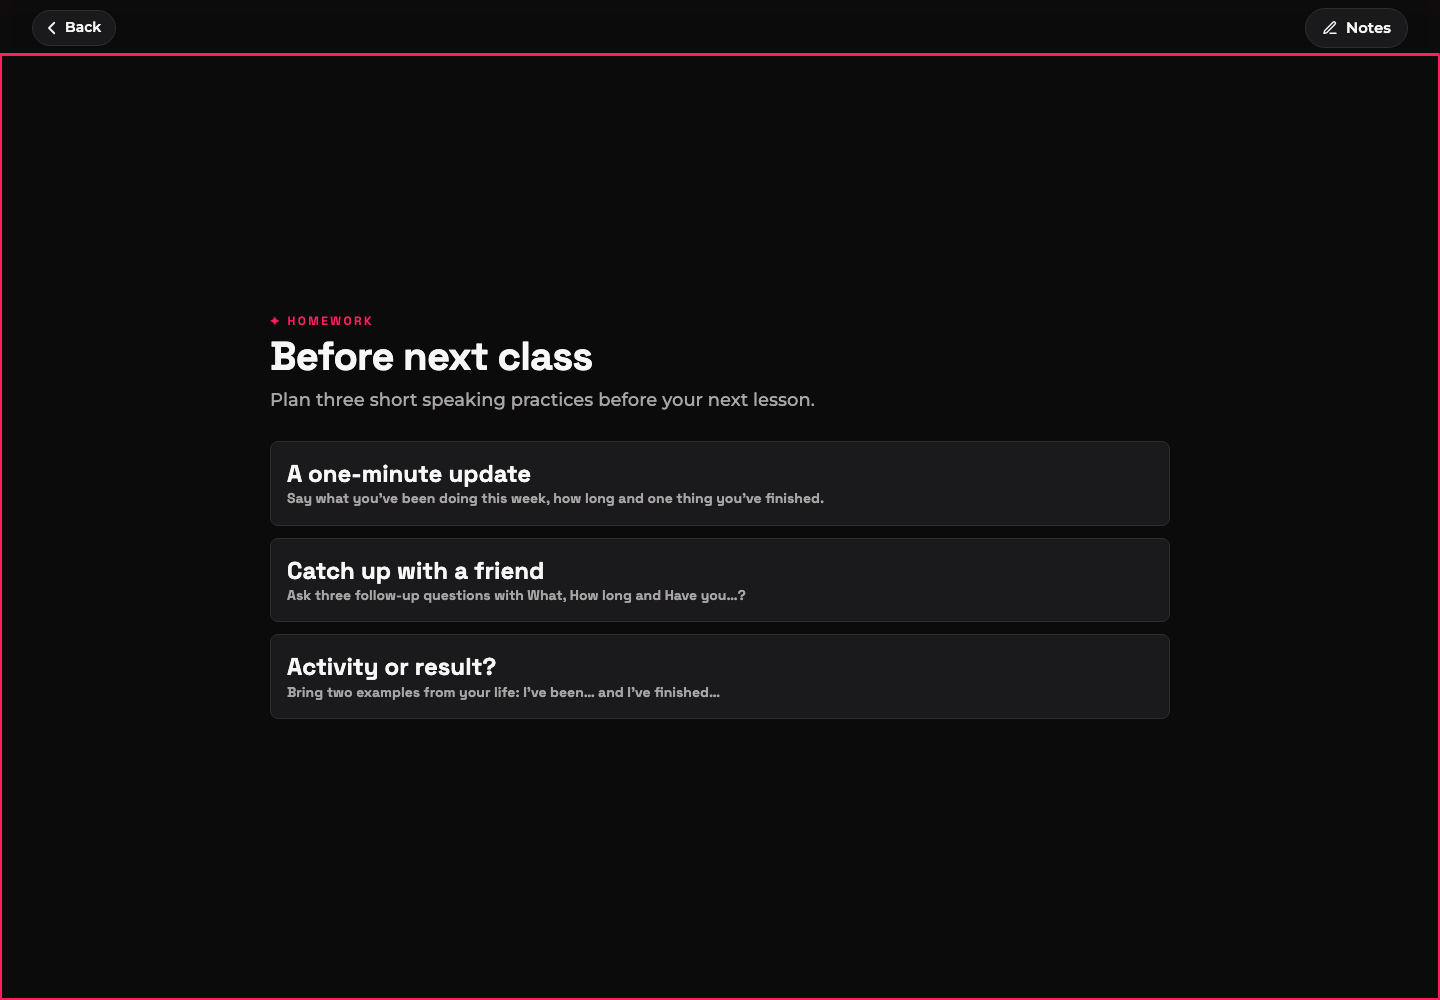 Back
Notes
✦ HOMEWORK
Before next class
Plan three short speaking practices before your next lesson.
A one-minute update
Say what you’ve been doing this week, how long and one thing you’ve finished.
Catch up with a friend
Ask three follow-up questions with What, How long and Have you...?
Activity or result?
Bring two examples from your life: I’ve been... and I’ve finished...